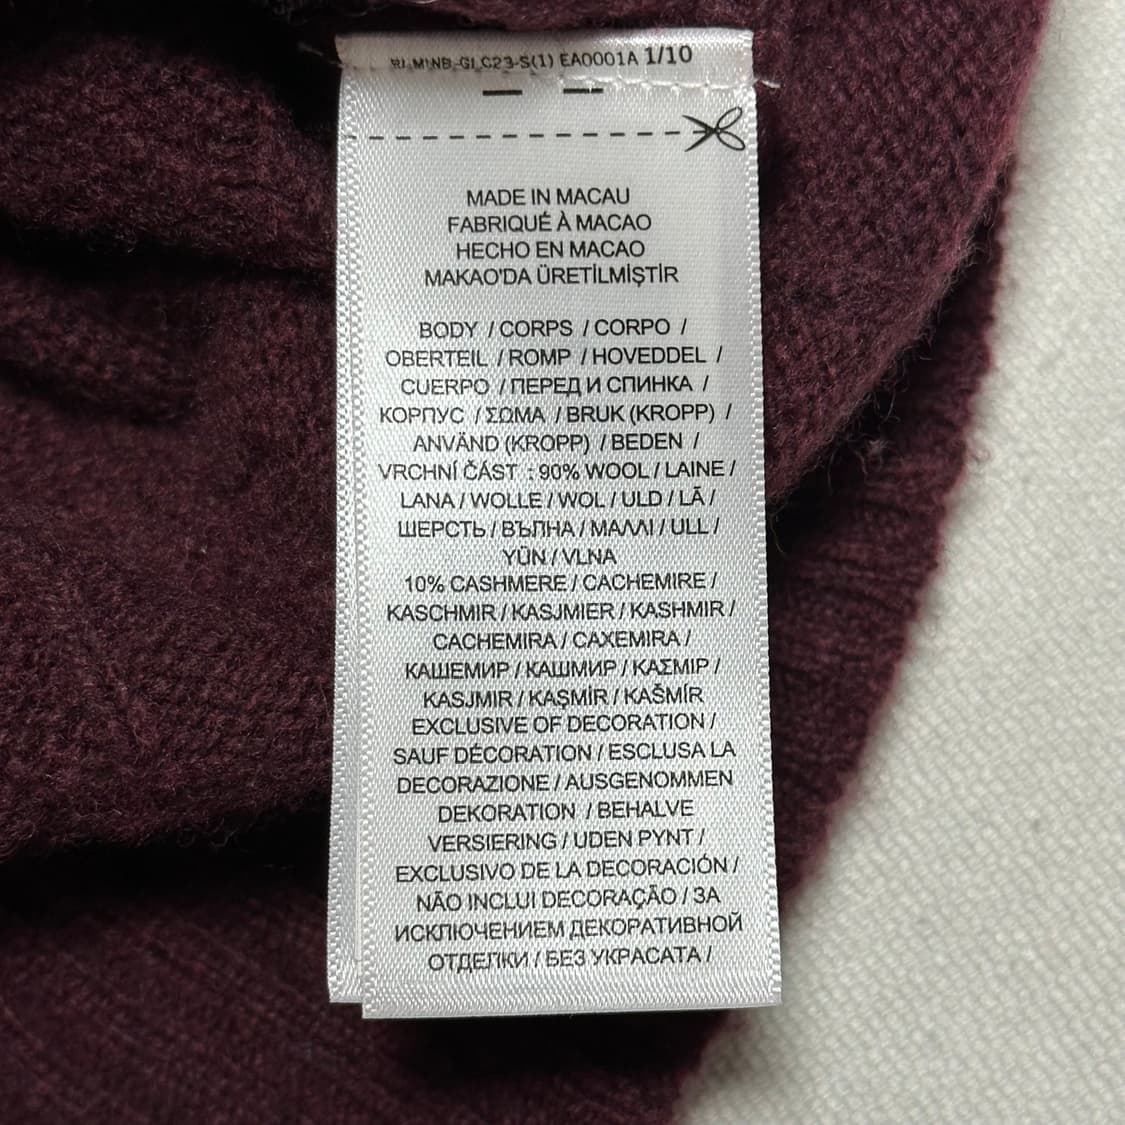 EA0001A 1/10
MADE IN MACAU
FABRIQUÉ À MACAO
HECHO EN MACAO
MAKAO'DA ÜRETİLMİŞTİR
BODY / CORPS / CORPO /
OBERTEIL / ROMP / HOVEDDEL /
CUERPO / ПЕРЕД И СПИНКА /
КОРПУС / ΣΩΜΑ / BRUK (KROPP) /
ANVÄND (KROPP) / BEDEN /
VRCHNÍ ČÁST : 90% WOOL / LAINE /
LANA / WOLLE / WOL / ULD / LÃ /
ШЕРСТЬ / ВЪЛНА / ΜΑΛΛΙ / ULL /
YÜN / VLNA
10% CASHMERE / CACHEMIRE /
KASCHMIR / KASJMIER / KASHMIR /
CACHEMIRA / CAXEMIRA /
КАШЕМИР / КАШМИР / ΚΑΣΜΙΡ /
KASJMIR / KAŞMİR / KAŠMÍR
EXCLUSIVE OF DECORATION /
SAUF DÉCORATION / ESCLUSA LA
DECORAZIONE / AUSGENOMMEN
DEKORATION / BEHALVE
VERSIERING / UDEN PYNT /
EXCLUSIVO DE LA DECORACIÓN /
NÃO INCLUI DECORAÇÃO / ЗА
ИСКЛЮЧЕНИЕМ ДЕКОРАТИВНОЙ
ОТДЕЛКИ / БЕЗ УКРАСАТА /